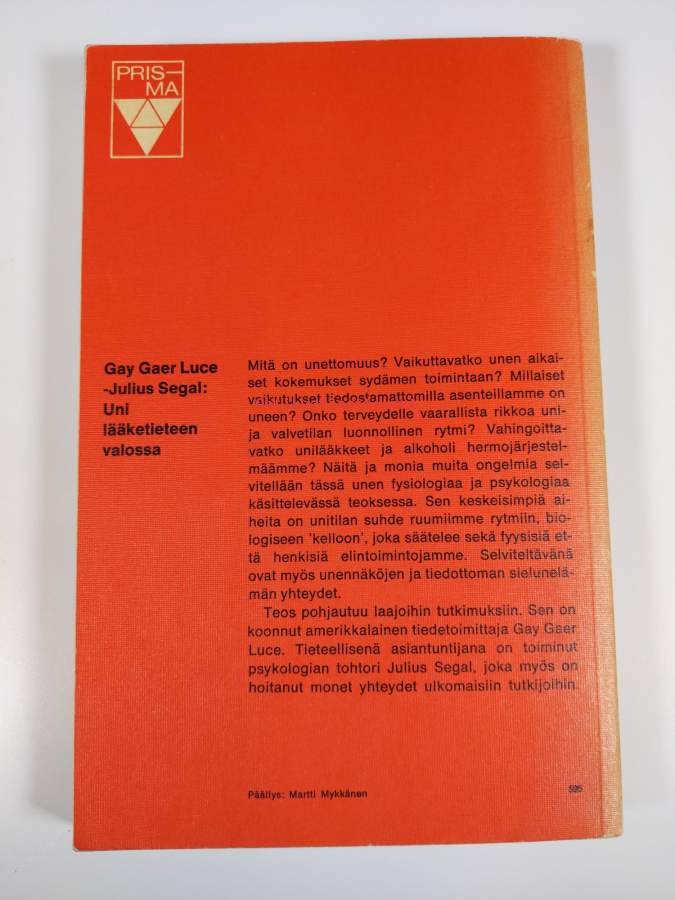 PRIS-
MA
Gay Gaer Luce
-Julius Segal:
Uni
lääketieteen
valossa
Mitä on unettomuus? Vaikuttavatko unen aikai-
set kokemukset sydämen toimintaan? Millaiset
vaikutukset tiedostamattomilla asenteillamme on
uneen? Onko terveydelle vaarallista rikkoa uni-
ja valvetilan luonnollinen rytmi? Vahingoitta-
vatko unilääkkeet ja alkoholi hermojärjestel-
määmme? Näitä ja monia muita ongelmia sel-
vitellään tässä unen fysiologiaa ja psykologiaa
käsittelevässä teoksessa. Sen keskeisimpiä ai-
heita on unitilan suhde ruumiimme rytmiin, bio-
logiseen 'kelloon', joka säätelee sekä fyysisiä et-
tä henkisiä elintoimintojamme. Selviteltävänä
ovat myös unennäköjen ja tiedottoman sielunelä-
män yhteydet.
Teos pohjautuu laajoihin tutkimuksiin. Sen on
koonnut amerikkalainen tiedetoimittaja Gay Gaer
Luce. Tieteellisenä asiantuntijana on toiminut
psykologian tohtori Julius Segal, joka myös on
hoitanut monet yhteydet ulkomaisiin tutkijoihin.
Päällys: Martti Mykkänen
595